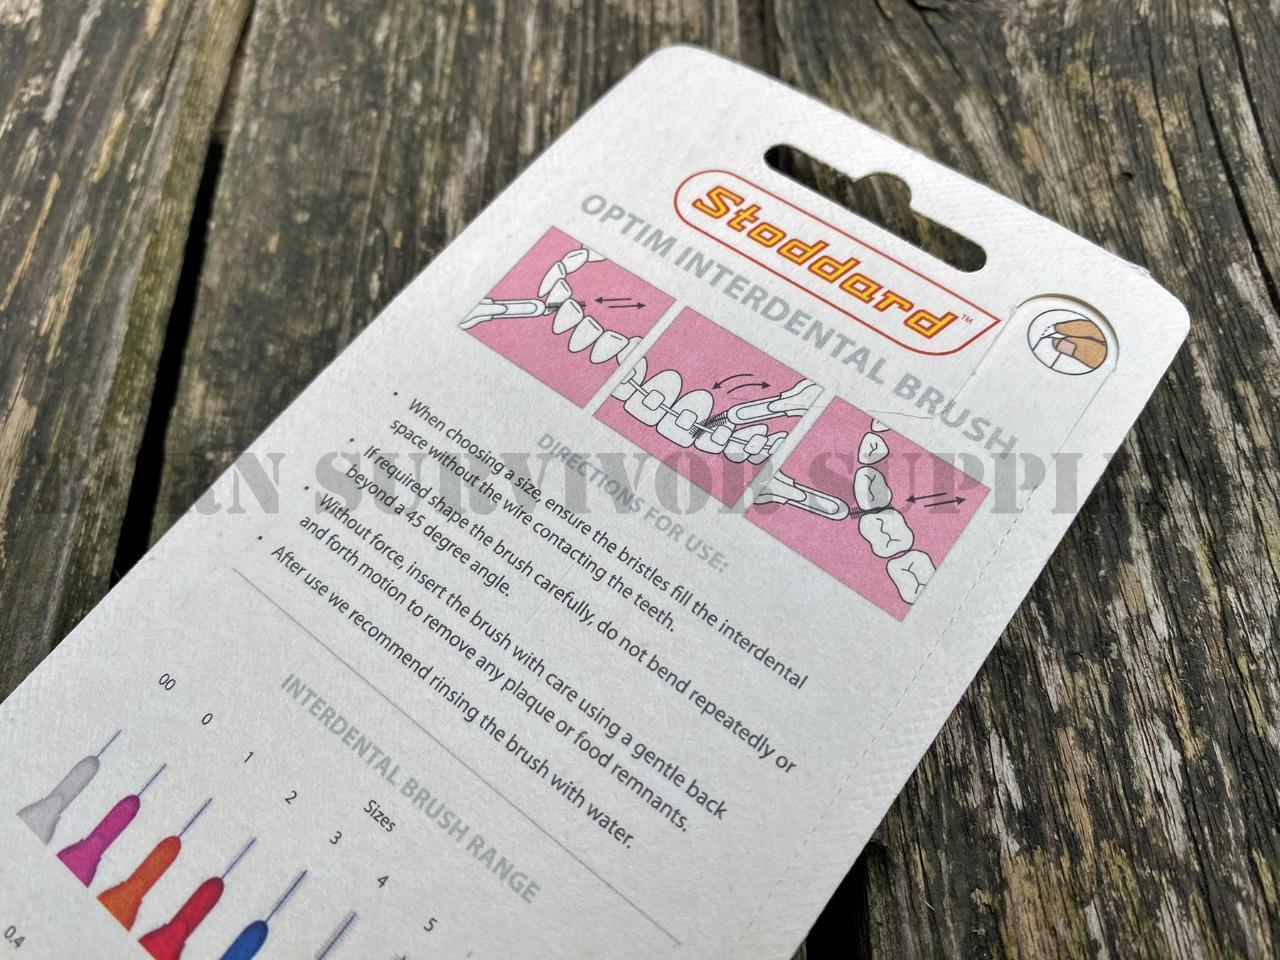 Stoddard™
OPTIM INTERDENTAL BRUSH
DIRECTIONS FOR USE:
• When choosing a size, ensure the bristles fill the interdental
space without the wire contacting the teeth.
• If required shape the brush carefully, do not bend repeatedly or
beyond a 45 degree angle.
• Without force, insert the brush with care using a gentle back
and forth motion to remove any plaque or food remnants.
• After use we recommend rinsing the brush with water.
INTERDENTAL BRUSH RANGE
Sizes
00 0 1 2 3 4 5
0.4
SURVIVOR SUPPLIE